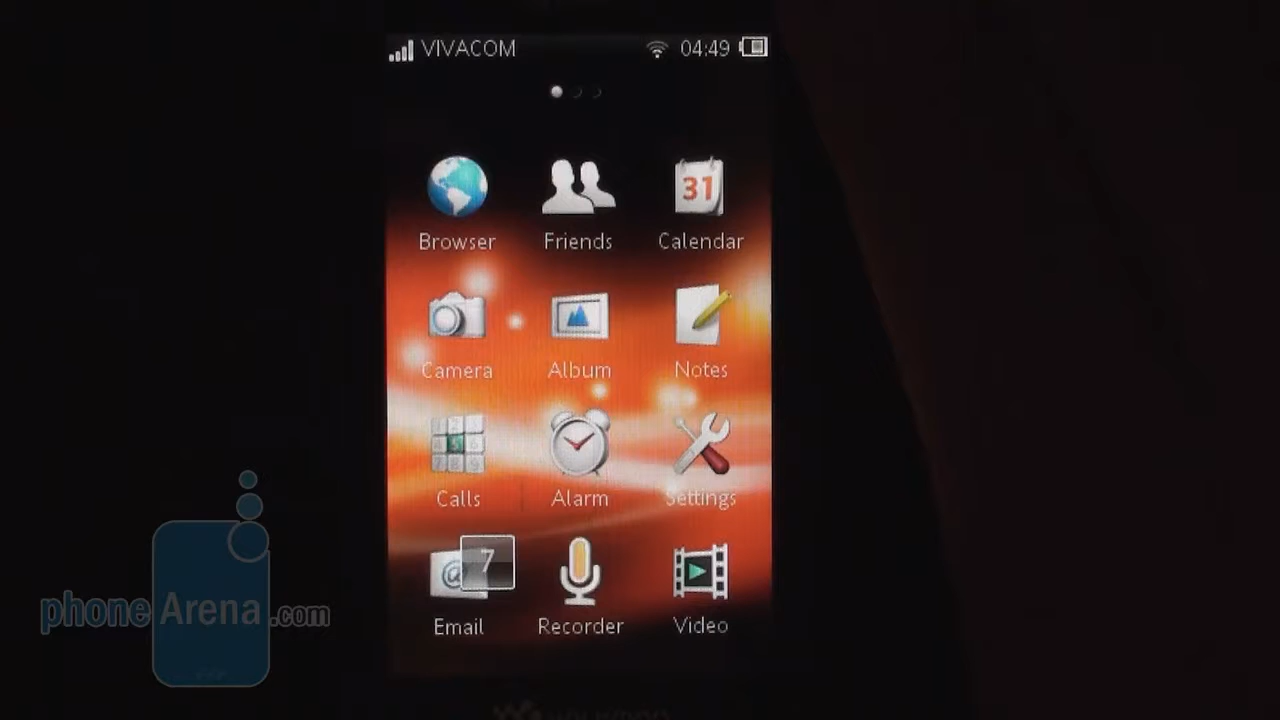 VIVACOM 04:49
31
Browser Friends Calendar
Camera Album Notes
Calls Alarm Settings
7
Email Recorder Video
phoneArena.com